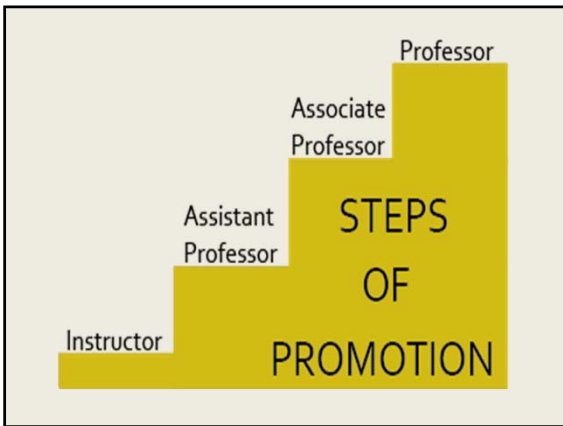 Professor
Associate
Professor
Assistant
Professor
Instructor
STEPS
OF
PROMOTION